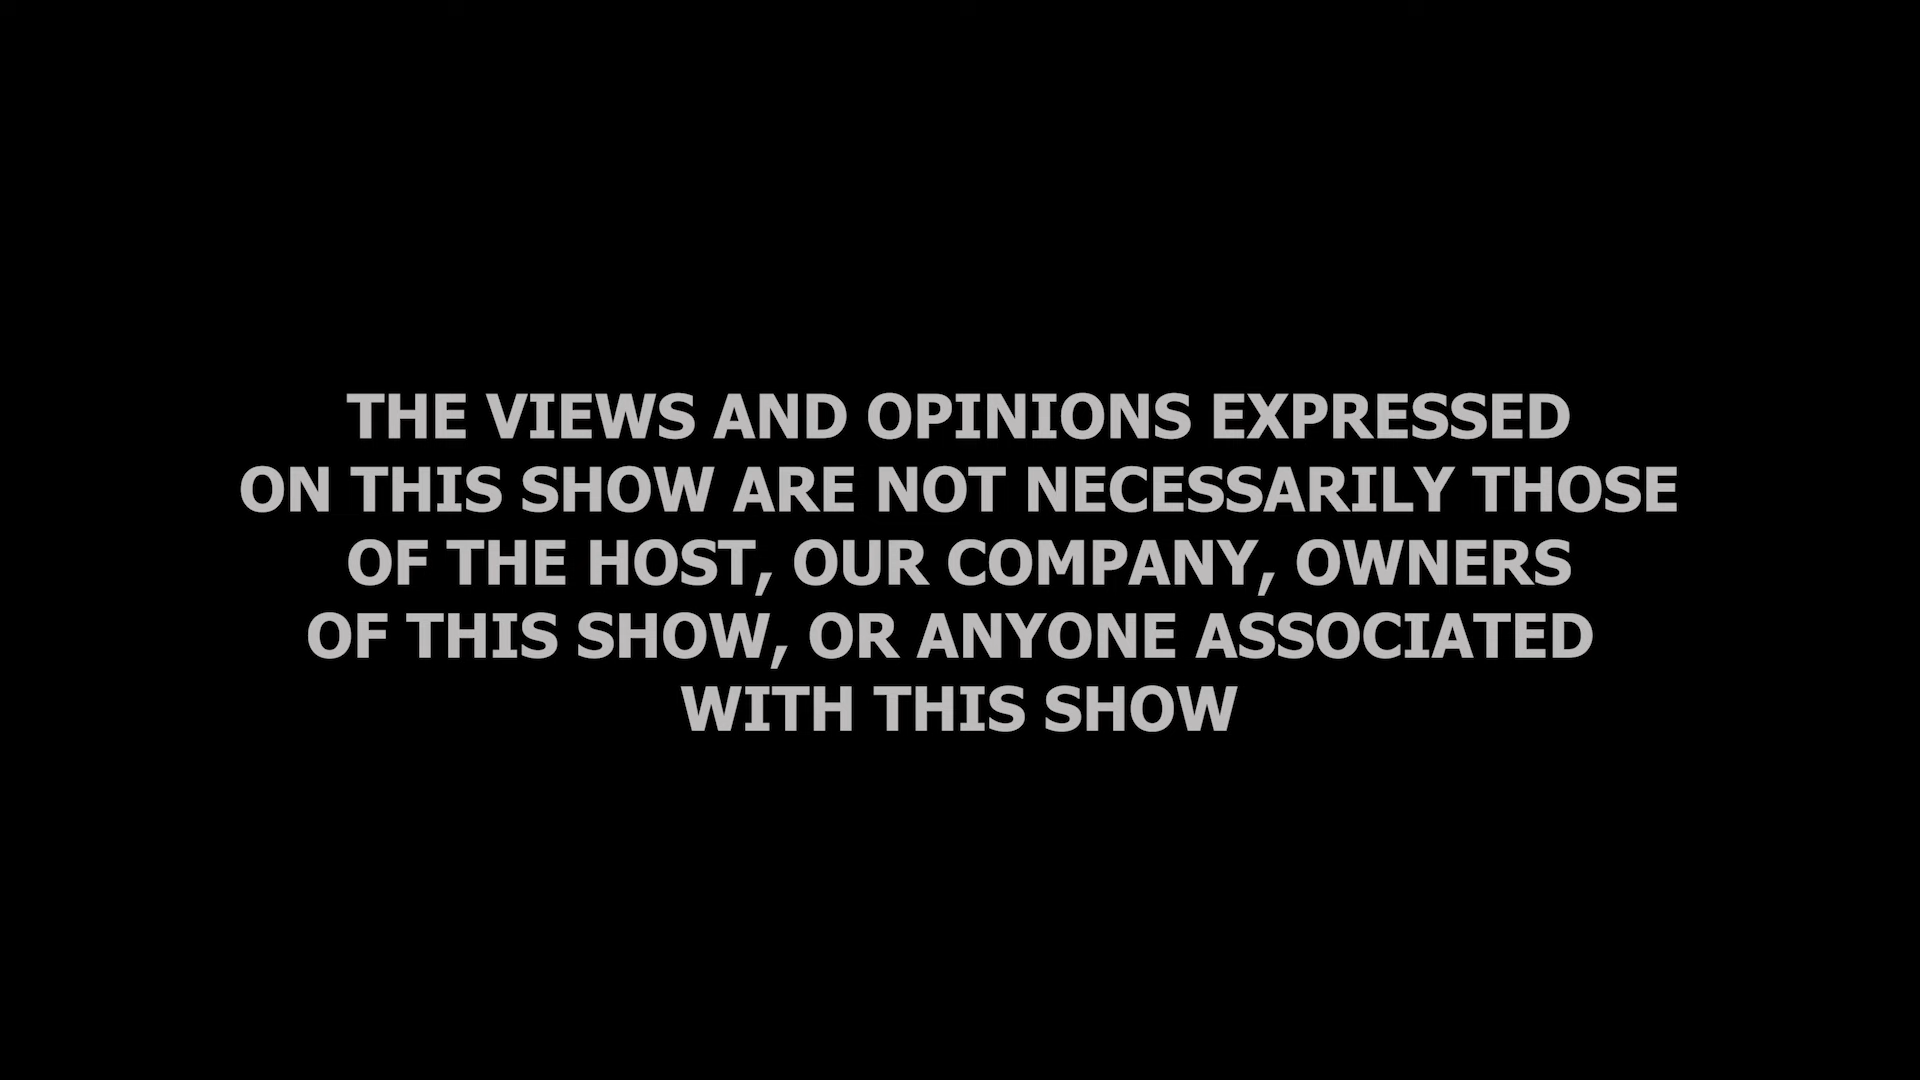 THE VIEWS AND OPINIONS EXPRESSED
ON THIS SHOW ARE NOT NECESSARILY THOSE
OF THE HOST, OUR COMPANY, OWNERS
OF THIS SHOW, OR ANYONE ASSOCIATED
WITH THIS SHOW